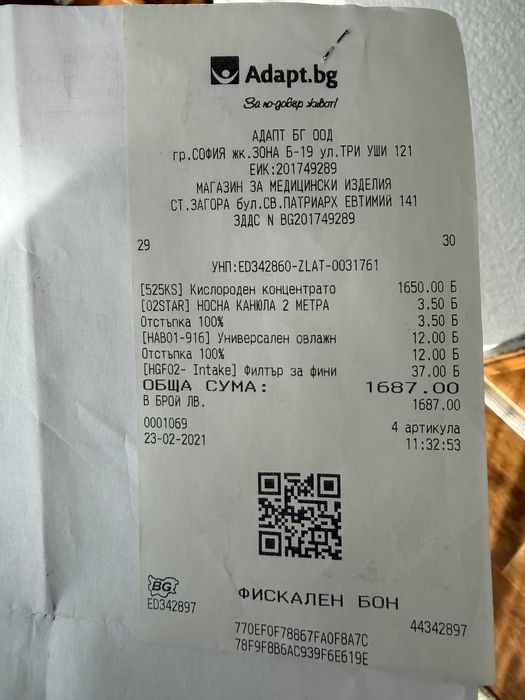 Adapt.bg
За по-добър живот!
АДАПТ БГ ООД
гр.СОФИЯ жк.ЗОНА Б-19 ул.ТРИ УШИ 121
ЕИК:201749289
МАГАЗИН ЗА МЕДИЦИНСКИ ИЗДЕЛИЯ
СТ.ЗАГОРА бул.СВ.ПАТРИАРХ ЕВТИМИЙ 141
ЗДДС N BG201749289
29 30
УНП:ED342860-ZLAT-0031761
[525KS] Кислороден концентрато 1650.00 Б
[02STAR] НОСНА КАНЮЛА 2 МЕТРА 3.50 Б
Отстъпка 100% 3.50 Б
[HAB01-916] Универсален овлажн 12.00 Б
Отстъпка 100% 12.00 Б
[HGF02- Intake] Филтър за фини 37.00 Б
ОБЩА СУМА: 1687.00
В БРОЙ ЛВ. 1687.00
0001069 4 артикула
23-02-2021 11:32:53
BG
ED342897 ФИСКАЛЕН БОН 44342897
770EF0F78867FA0F8A7C
78F9F8B6AC939F6E619E